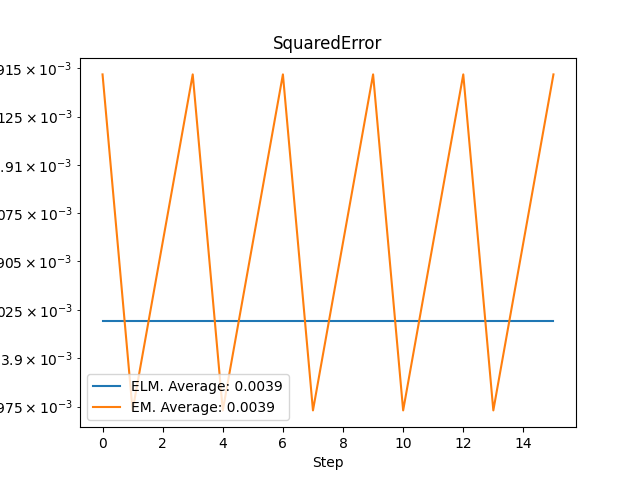 SquaredError
915 × 10⁻³
125 × 10⁻³
.91 × 10⁻³
075 × 10⁻³
905 × 10⁻³
025 × 10⁻³
3.9 × 10⁻³
975 × 10⁻³
ELM. Average: 0.0039
EM. Average: 0.0039
0 2 4 6 8 10 12 14
Step